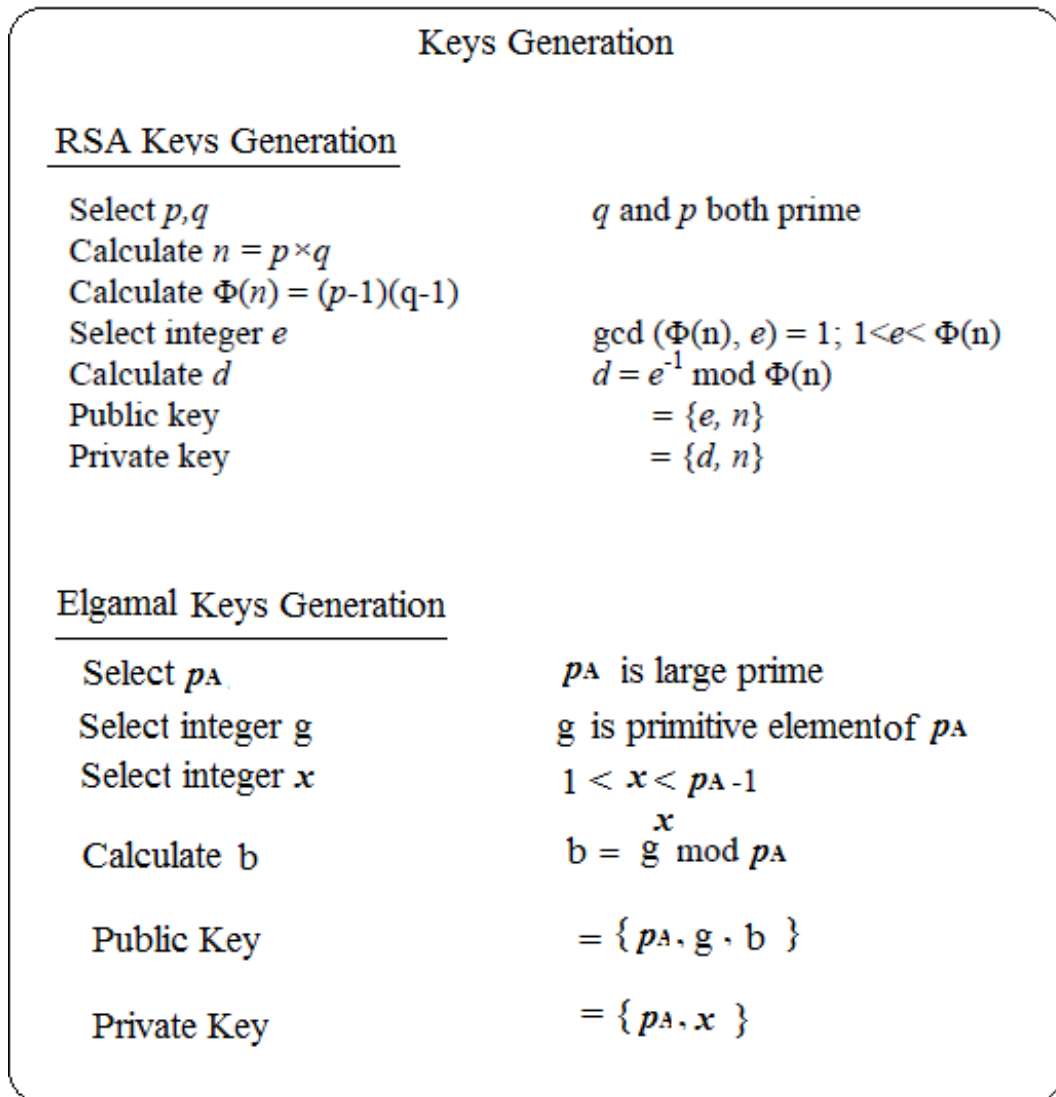 Keys Generation
RSA Keys Generation
Select p,q q and p both prime
Calculate n = p×q
Calculate Φ(n) = (p-1)(q-1)
Select integer e gcd (Φ(n), e) = 1; 1<e< Φ(n)
Calculate d d = e⁻¹ mod Φ(n)
Public key = {e, n}
Private key = {d, n}
Elgamal Keys Generation
Select pA pA is large prime
Select integer g g is primitive elementof pA
Select integer x 1 < x < pA -1
Calculate b b = gˣ mod pA
Public Key = { pA, g, b }
Private Key = { pA, x }